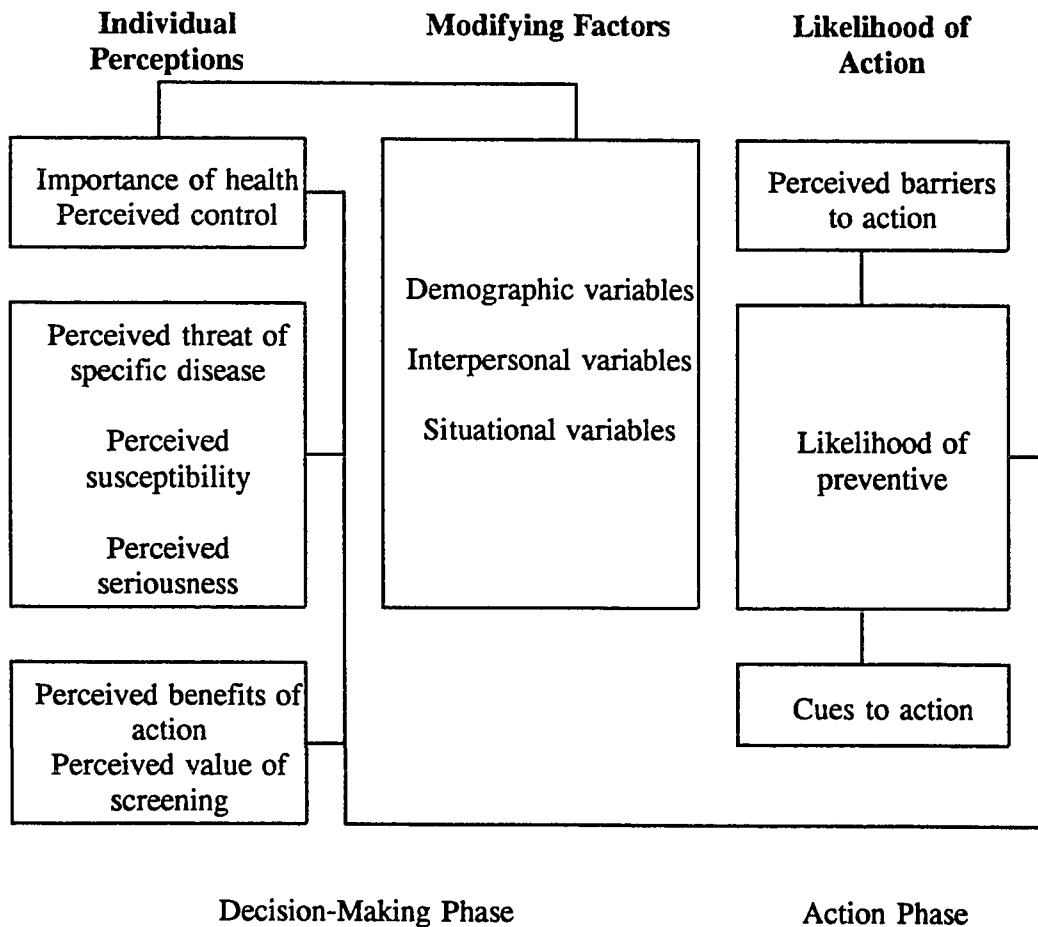 Individual
Perceptions
Modifying Factors
Likelihood of
Action
Importance of health
Perceived control
Perceived threat of
specific disease
Perceived
susceptibility
Perceived
seriousness
Perceived benefits of
action
Perceived value of
screening
Demographic variables
Interpersonal variables
Situational variables
Perceived barriers
to action
Likelihood of
preventive
Cues to action
Decision-Making Phase
Action Phase